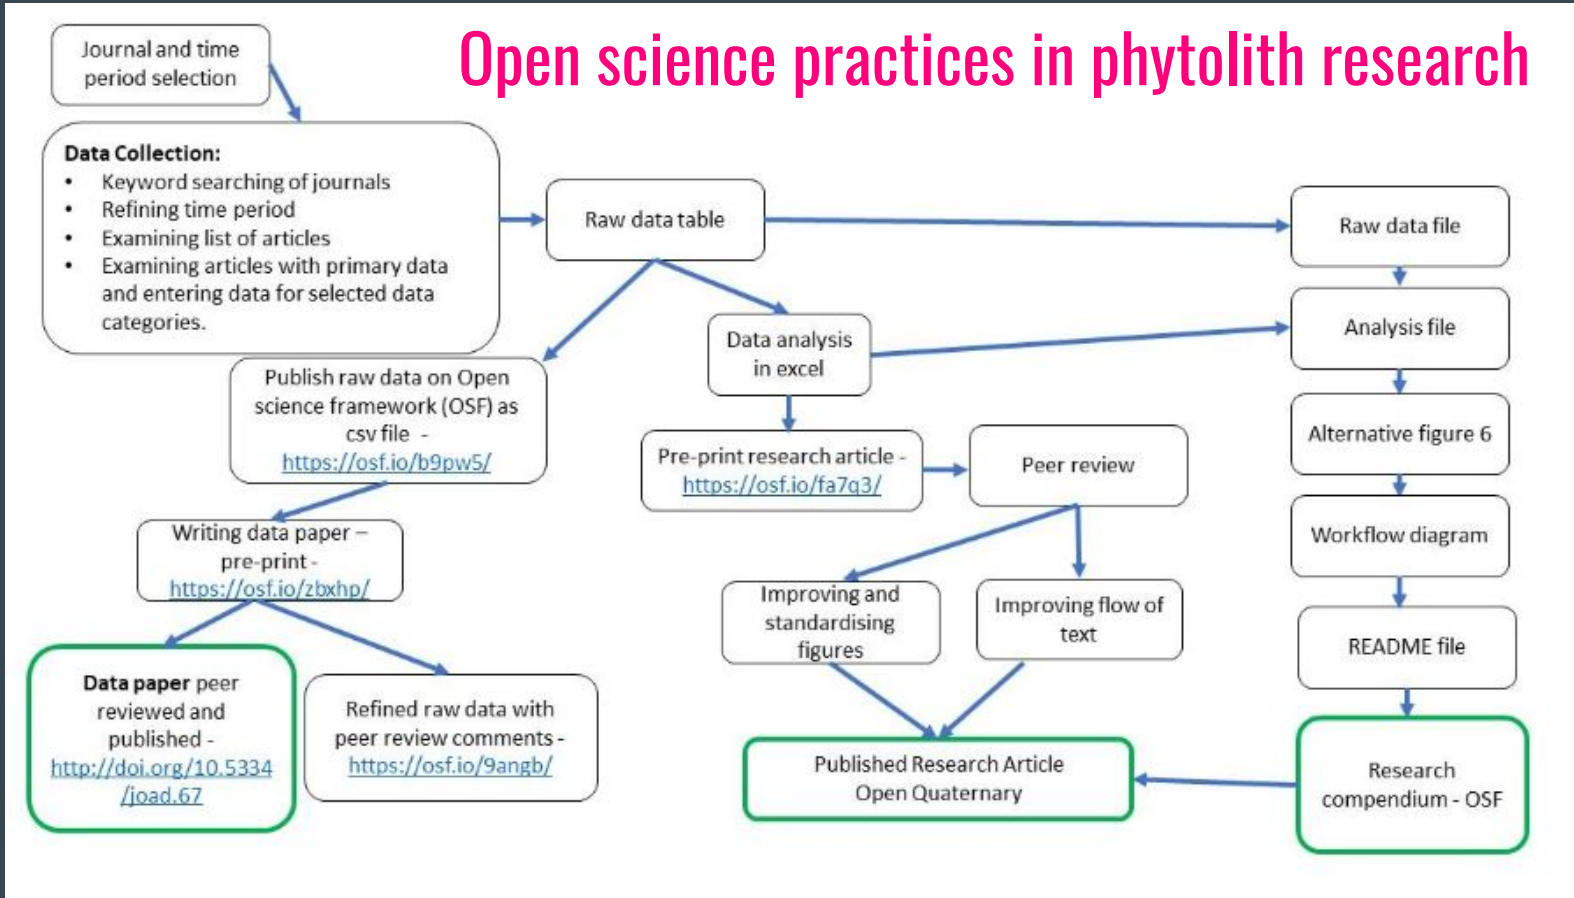 Open science practices in phytolith research
Journal and time
period selection
Data Collection:
• Keyword searching of journals
• Refining time period
• Examining list of articles
• Examining articles with primary data
and entering data for selected data
categories.
Raw data table
Raw data file
Data analysis
in excel
Analysis file
Publish raw data on Open
science framework (OSF) as
csv file -
https://osf.io/b9pw5/
Pre-print research article -
https://osf.io/fa7q3/
Peer review
Alternative figure 6
Writing data paper –
pre-print -
https://osf.io/zbxhp/
Workflow diagram
Improving and
standardising
figures
Improving flow of
text
README file
Data paper peer
reviewed and
published -
http://doi.org/10.5334
/joad.67
Refined raw data with
peer review comments -
https://osf.io/9angb/
Published Research Article
Open Quaternary
Research
compendium - OSF